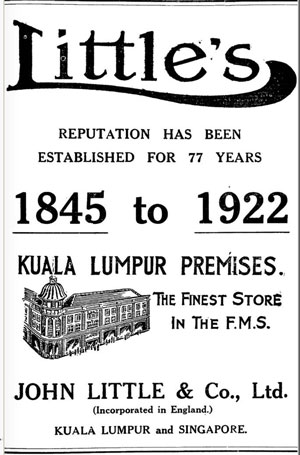 Little's
REPUTATION HAS BEEN
ESTABLISHED FOR 77 YEARS
1845 to 1922
KUALA LUMPUR PREMISES.
THE FINEST STORE
IN THE F.M.S.
JOHN LITTLE & Co., Ltd.
(Incorporated in England.)
KUALA LUMPUR and SINGAPORE.